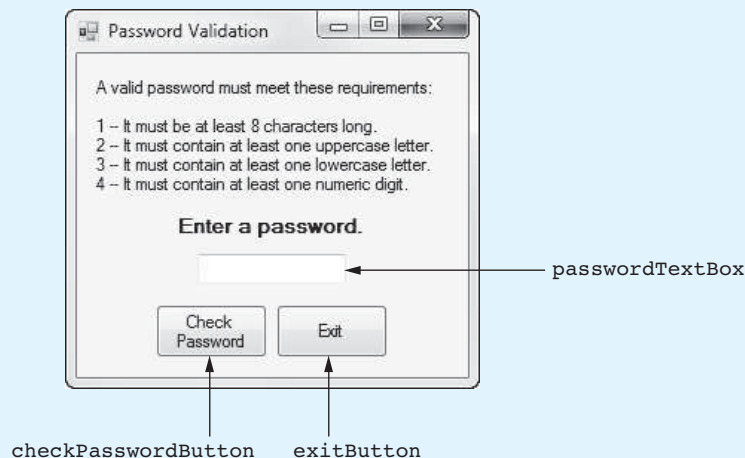 Password Validation
A valid password must meet these requirements:
1 – It must be at least 8 characters long.
2 – It must contain at least one uppercase letter.
3 – It must contain at least one lowercase letter.
4 – It must contain at least one numeric digit.
Enter a password.
passwordTextBox
Check
Password
Exit
checkPasswordButton
exitButton